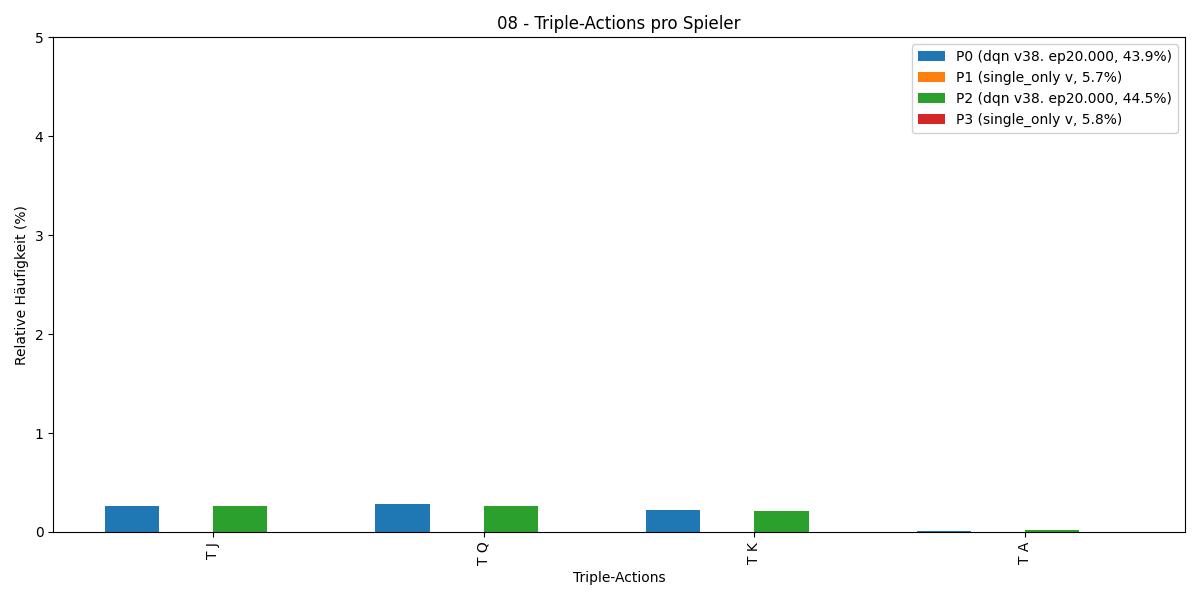 08 - Triple-Actions pro Spieler
P0 (dqn v38. ep20.000, 43.9%)
P1 (single_only v, 5.7%)
P2 (dqn v38. ep20.000, 44.5%)
P3 (single_only v, 5.8%)
Relative Häufigkeit (%)
5
4
3
2
1
0
T J
T Q
T K
T A
Triple-Actions